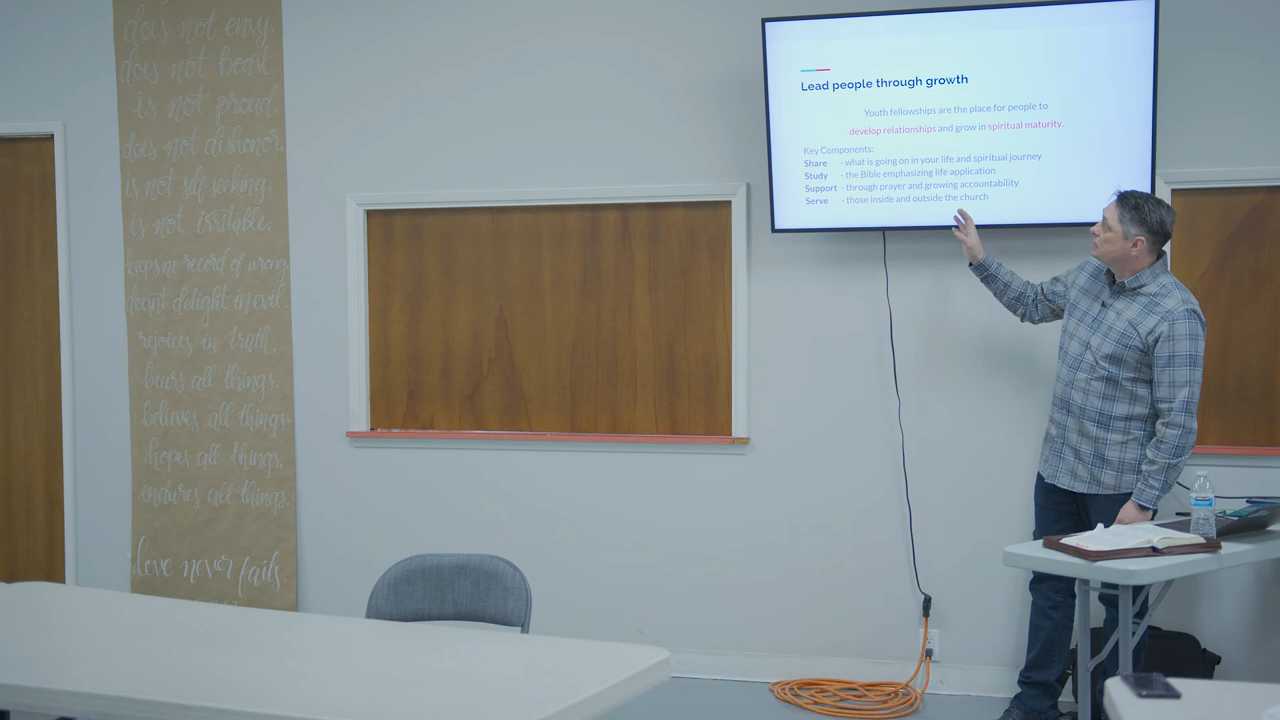 does not envy,
does not boast,
is not proud,
does not dishonor,
is not self seeking,
is not irritable,
keeps no record of wrong,
doesnt delight in evil,
rejoices in truth,
bears all things,
believes all things,
hopes all things,
endures all things,
love never fails
Lead people through growth
Youth fellowships are the place for people to
develop relationships and grow in spiritual maturity.
Key Components:
Share - what is going on in your life and spiritual journey
Study - the Bible emphasizing life application
Support - through prayer and growing accountability
Serve - those inside and outside the church